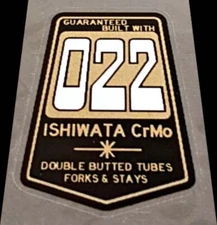 GUARANTEED
BUILT WITH
022
ISHIWATA CrMo
DOUBLE BUTTED TUBES
FORKS & STAYS